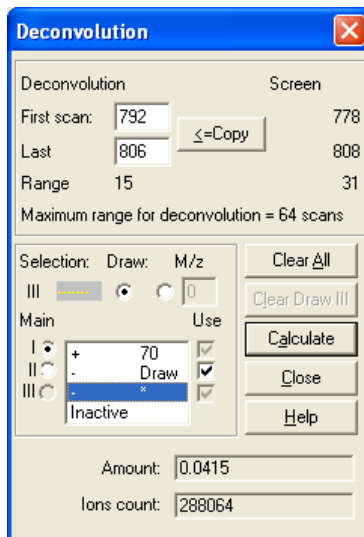 Deconvolution
Deconvolution Screen
First scan: 792 <=Copy 778
Last 806 808
Range 15 31
Maximum range for deconvolution = 64 scans
Selection: Draw: M/z
III 0
Main Use
I + 70
II - Draw
III - *
Inactive
Clear All
Clear Draw III
Calculate
Close
Help
Amount: 0.0415
Ions count: 288064